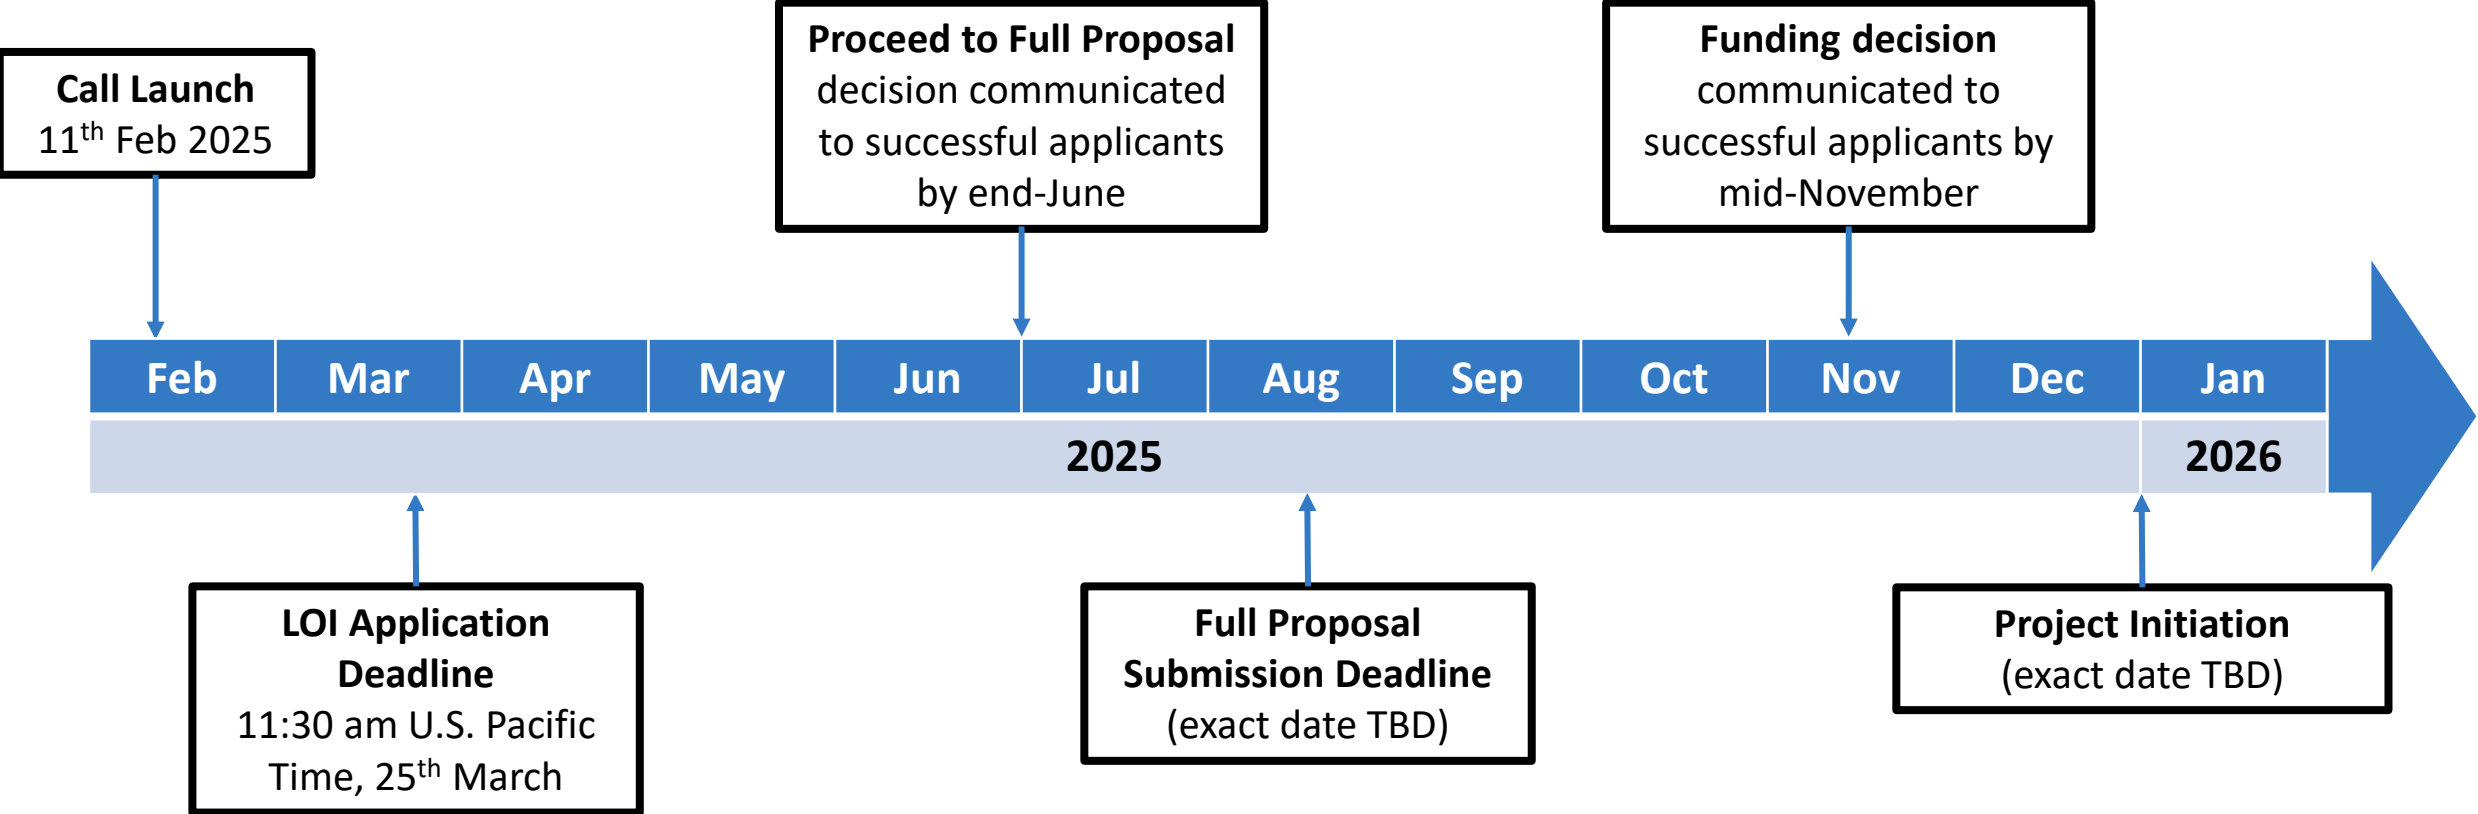 Call Launch
11th Feb 2025
Proceed to Full Proposal
decision communicated
to successful applicants
by end-June
Funding decision
communicated to
successful applicants by
mid-November
Feb Mar Apr May Jun Jul Aug Sep Oct Nov Dec Jan
2025 2026
LOI Application
Deadline
11:30 am U.S. Pacific
Time, 25th March
Full Proposal
Submission Deadline
(exact date TBD)
Project Initiation
(exact date TBD)